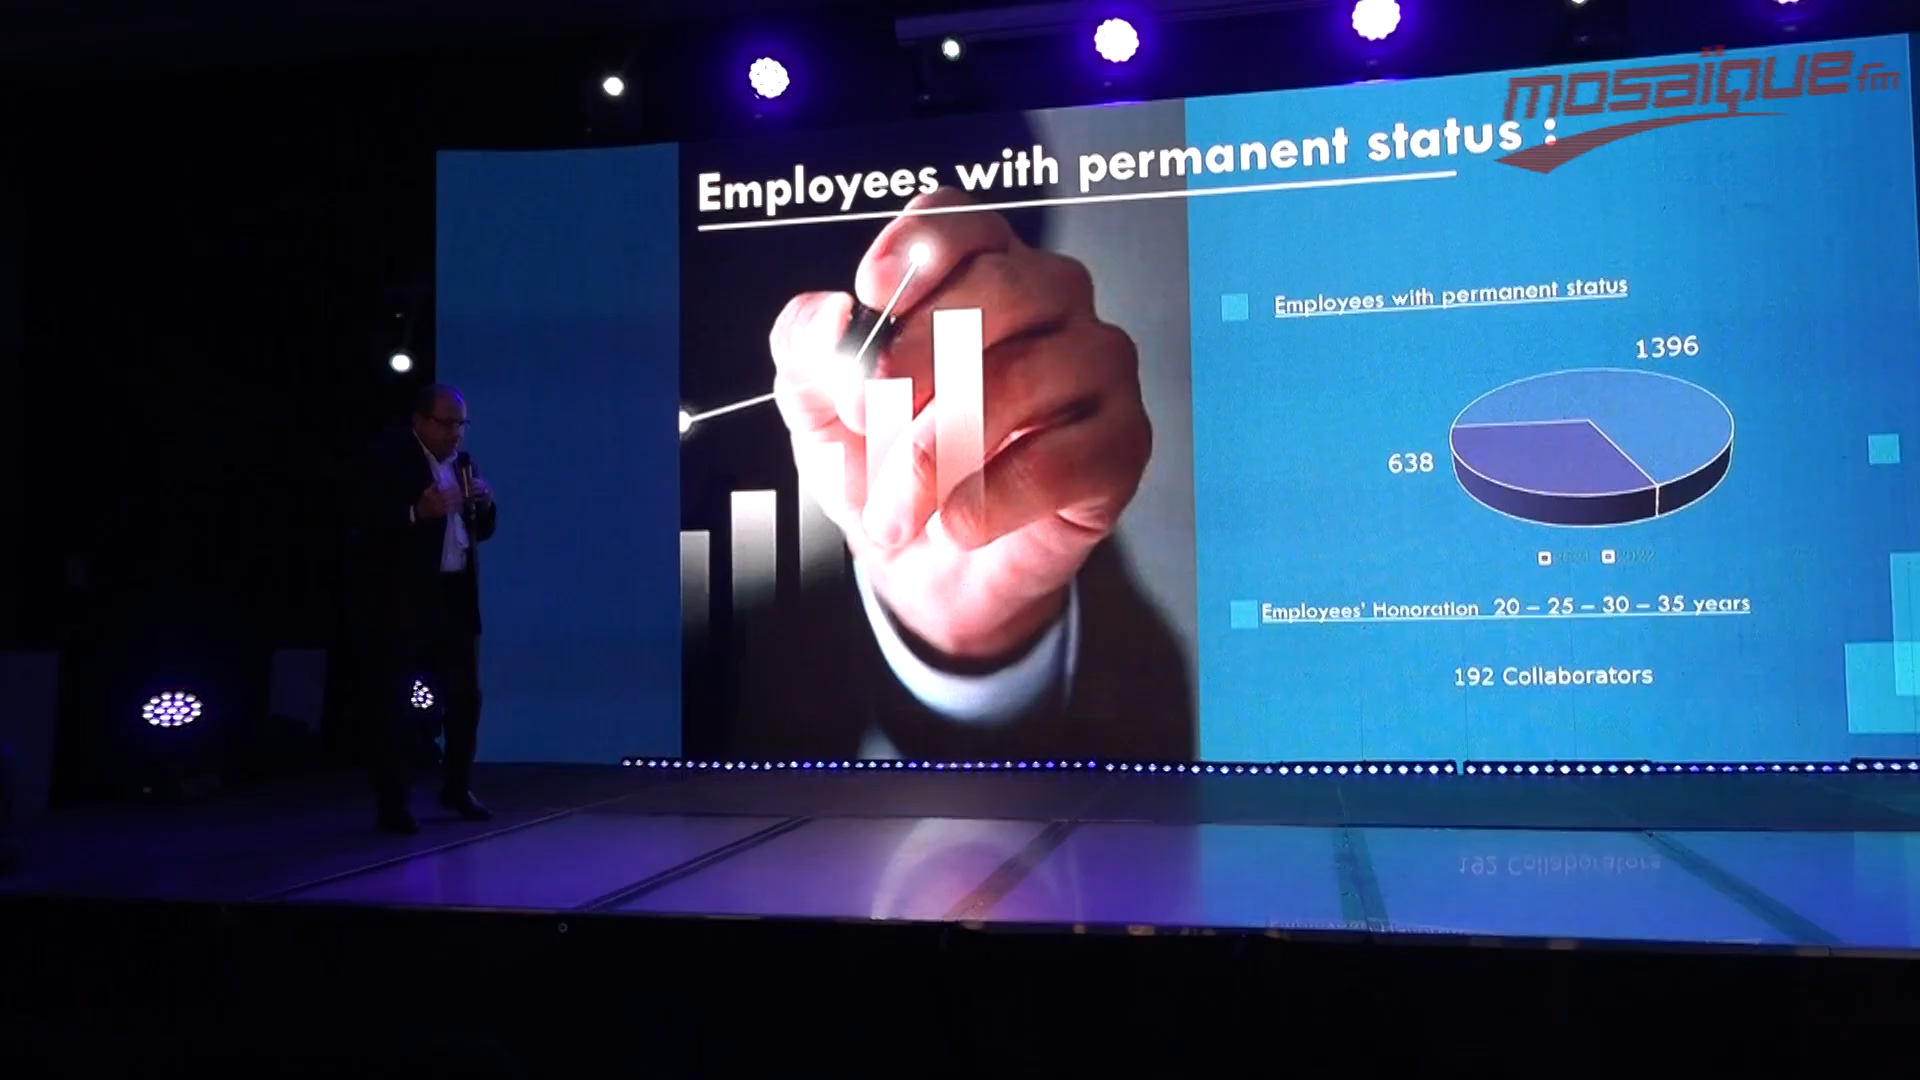 mosaïque fm
Employees with permanent status :
Employees with permanent status
1396
638
Employees' Honoration 20 – 25 – 30 – 35 years
192 Collaborators